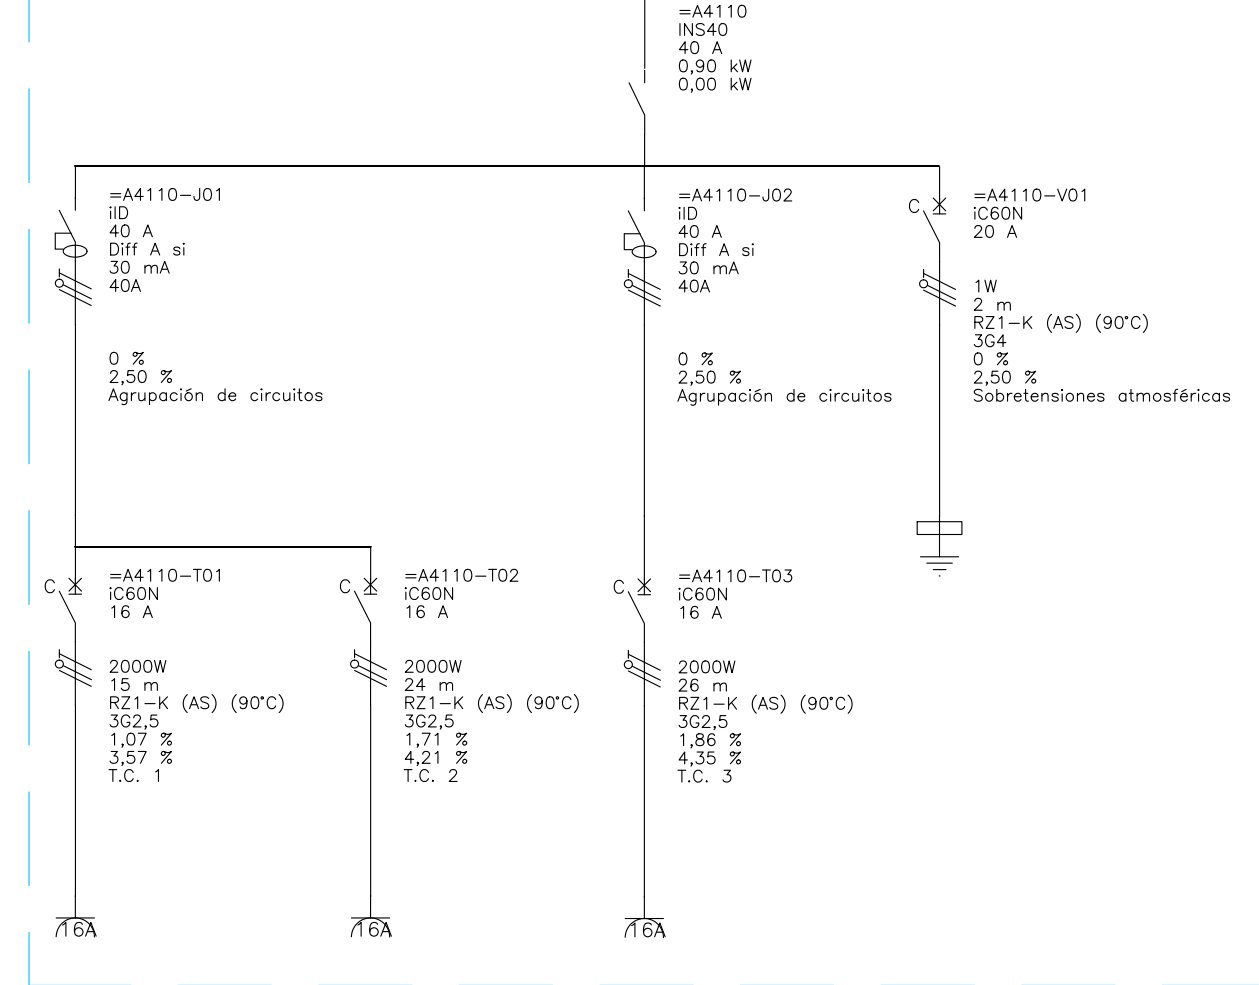 =A4110
INS40
40 A
0,90 kW
0,00 kW
=A4110-J01
iID
40 A
Diff A si
30 mA
40A
0 %
2,50 %
Agrupación de circuitos
=A4110-J02
iID
40 A
Diff A si
30 mA
40A
0 %
2,50 %
Agrupación de circuitos
C
=A4110-V01
iC60N
20 A
1W
2 m
RZ1-K (AS) (90°C)
3G4
0 %
2,50 %
Sobretensiones atmosféricas
C
=A4110-T01
iC60N
16 A
2000W
15 m
RZ1-K (AS) (90°C)
3G2,5
1,07 %
3,57 %
T.C. 1
16A
C
=A4110-T02
iC60N
16 A
2000W
24 m
RZ1-K (AS) (90°C)
3G2,5
1,71 %
4,21 %
T.C. 2
16A
C
=A4110-T03
iC60N
16 A
2000W
26 m
RZ1-K (AS) (90°C)
3G2,5
1,86 %
4,35 %
T.C. 3
16A